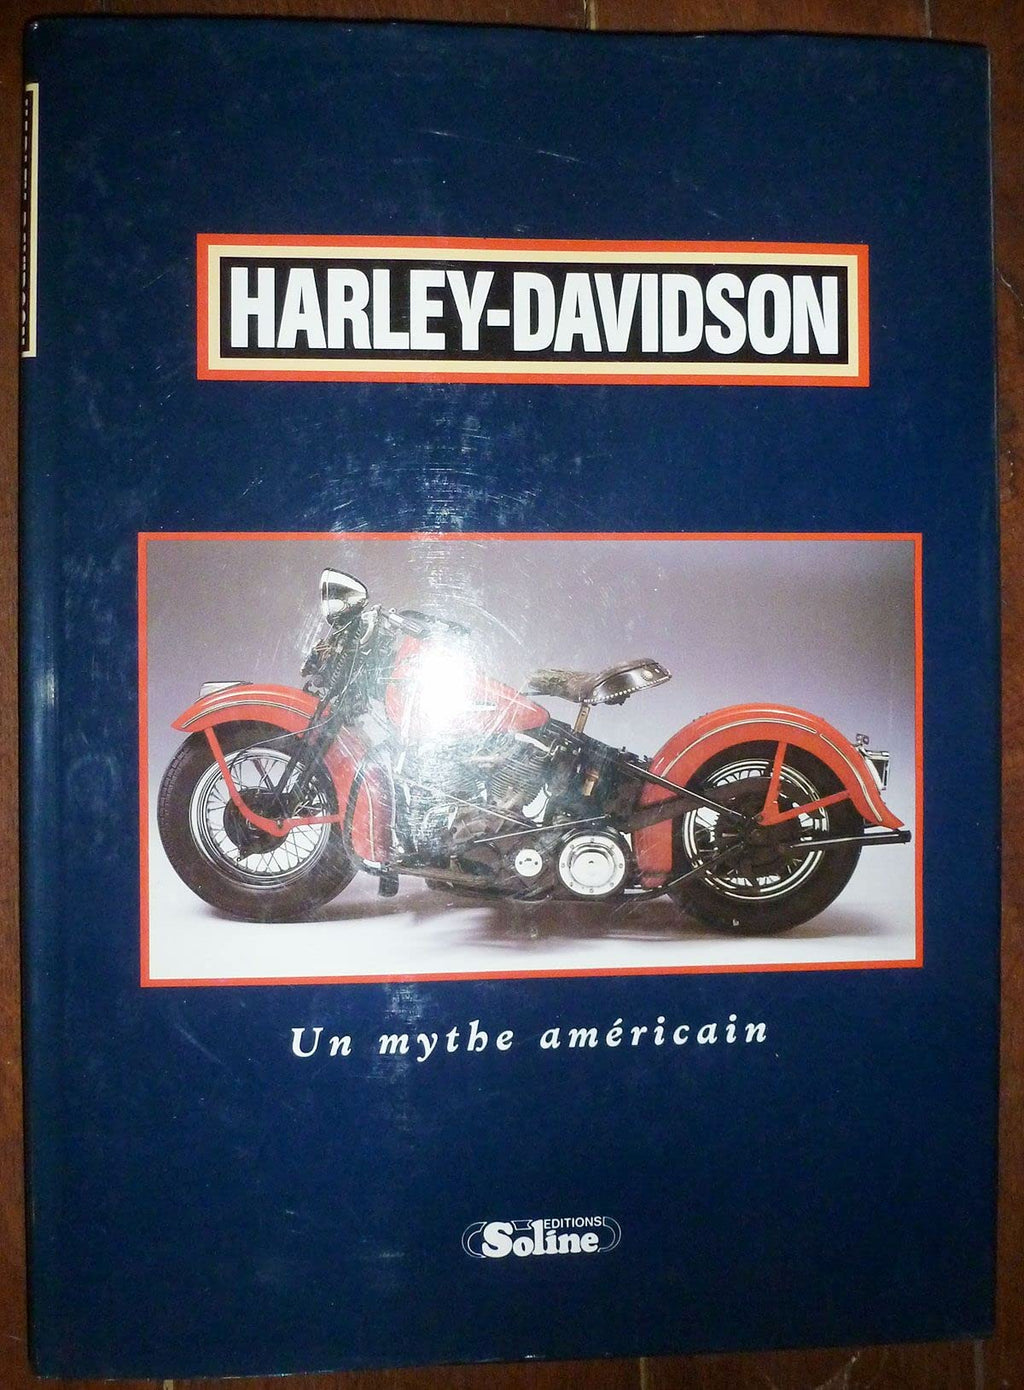 HARLEY-DAVIDSON
Un mythe américain
EDITIONS
Soline